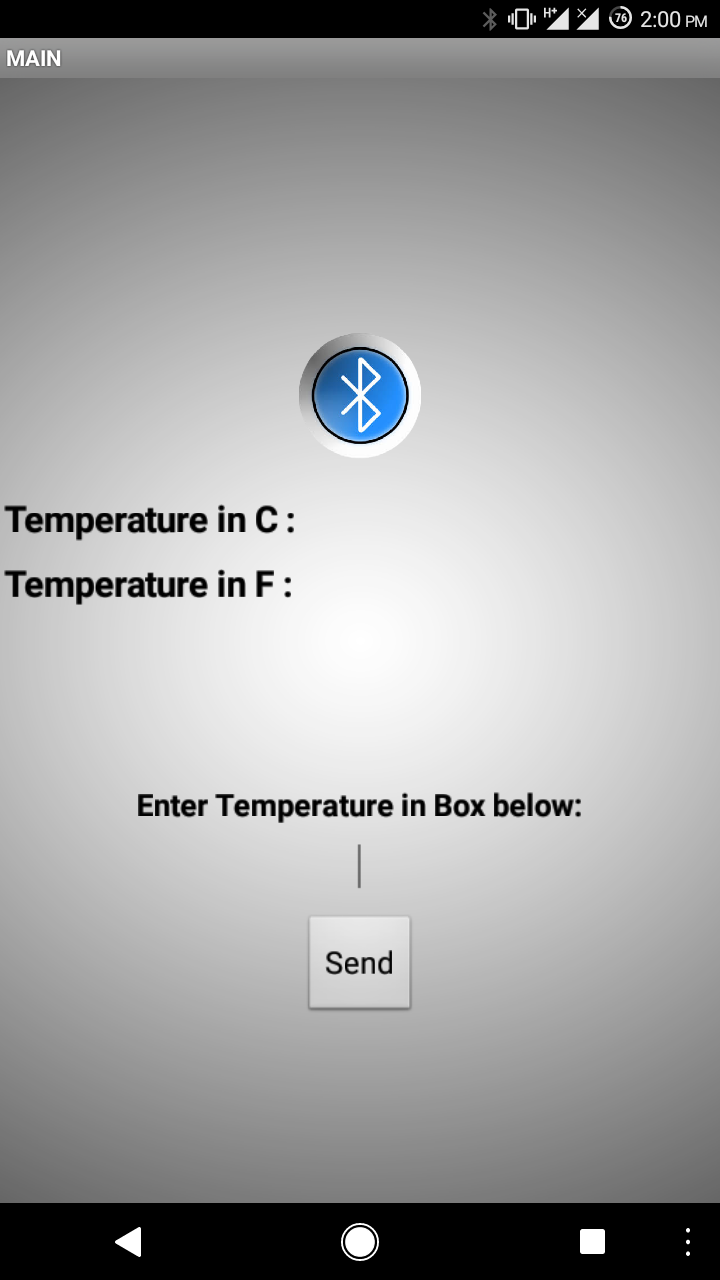 H+ 76 2:00 PM
MAIN
Temperature in C :
Temperature in F :
Enter Temperature in Box below:
Send